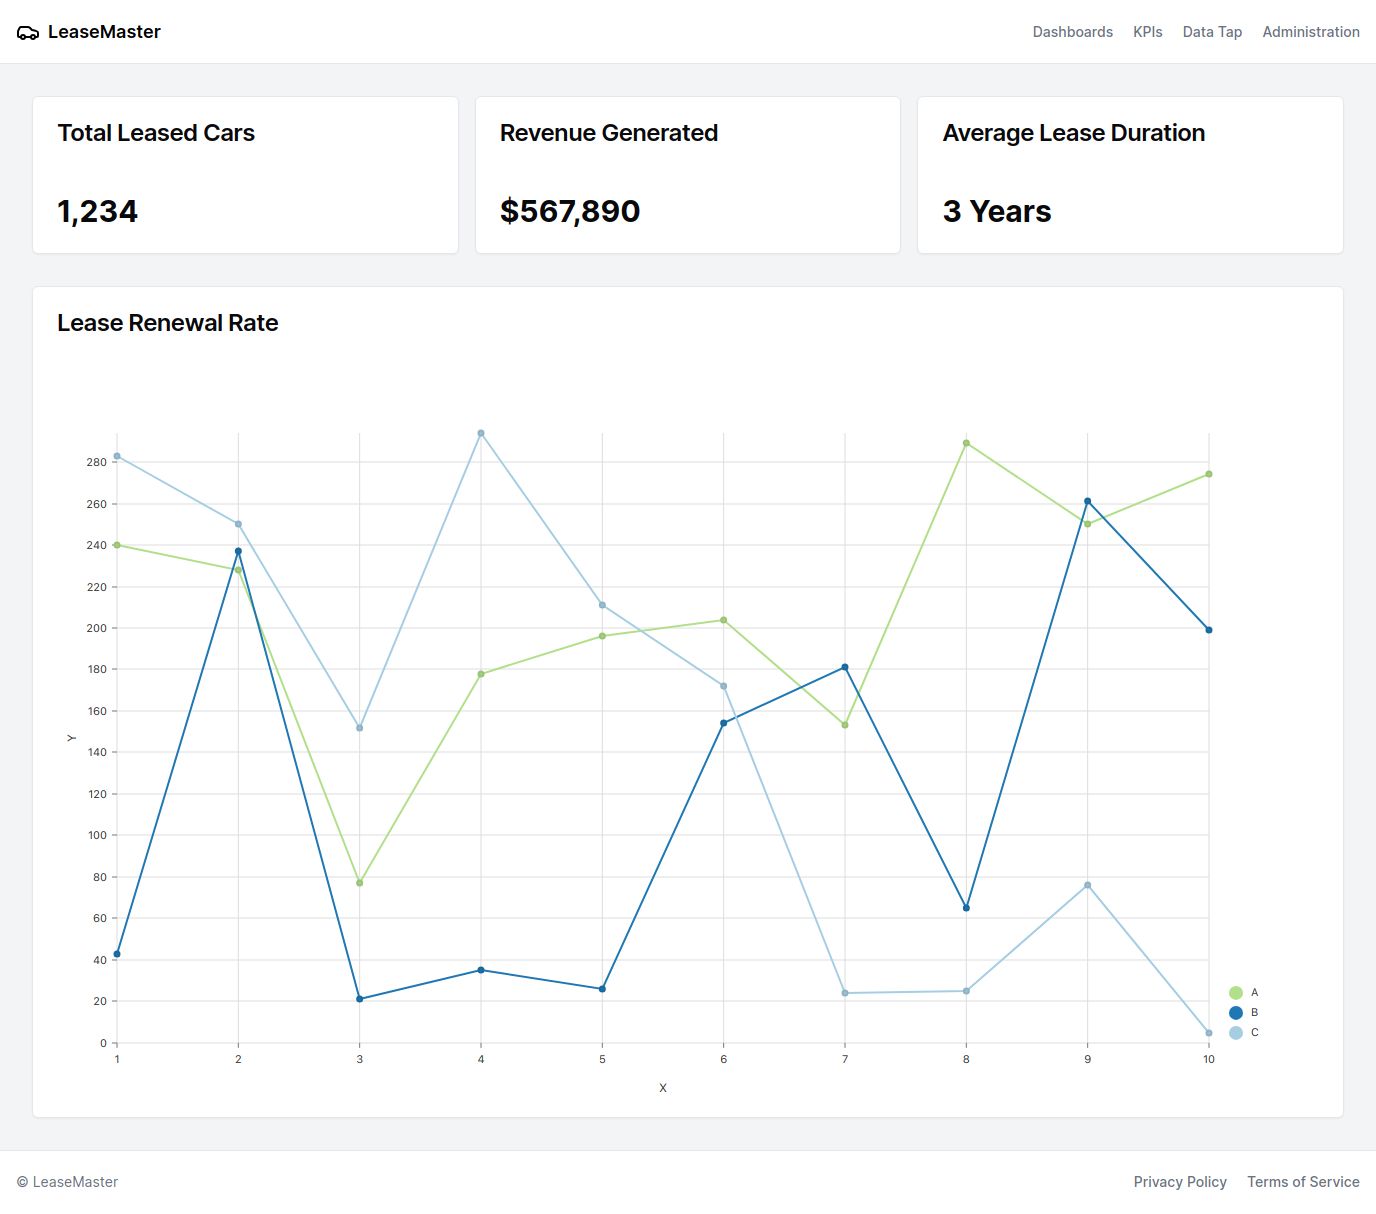 LeaseMaster
Dashboards KPIs Data Tap Administration
Total Leased Cars
1,234
Revenue Generated
$567,890
Average Lease Duration
3 Years
Lease Renewal Rate
280
260
240
220
200
180
160
140
120
100
80
60
40
20
0
Y
1 2 3 4 5 6 7 8 9 10
X
A
B
C
© LeaseMaster
Privacy Policy Terms of Service